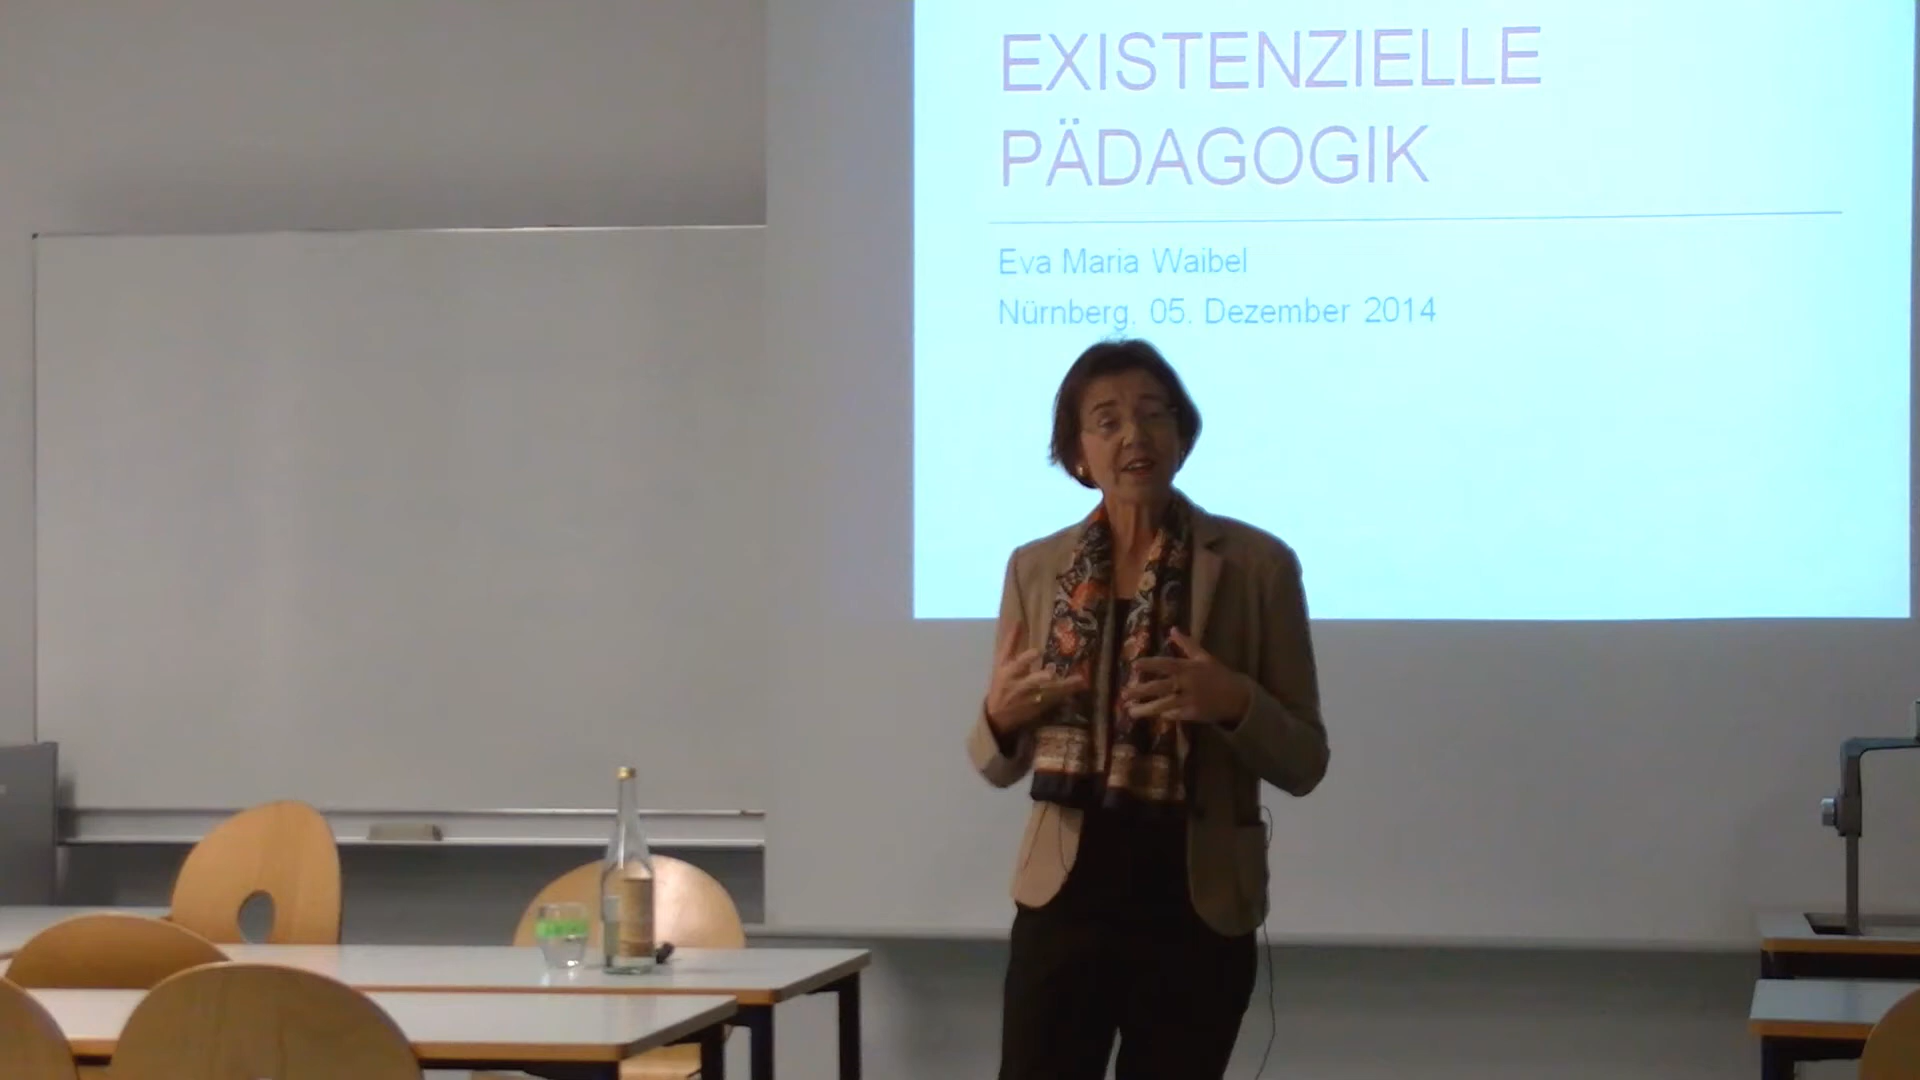 EXISTENZIELLE
PÄDAGOGIK
Eva Maria Waibel
Nürnberg, 05. Dezember 2014